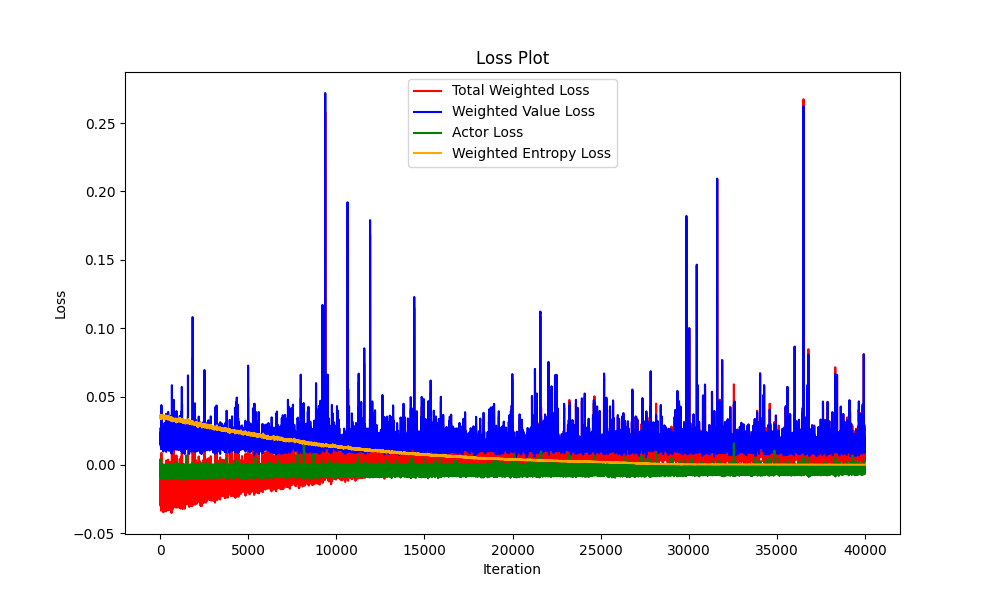 Loss Plot
Total Weighted Loss
Weighted Value Loss
Actor Loss
Weighted Entropy Loss
0.25
0.20
0.15
0.10
0.05
0.00
−0.05
Loss
0 5000 10000 15000 20000 25000 30000 35000 40000
Iteration